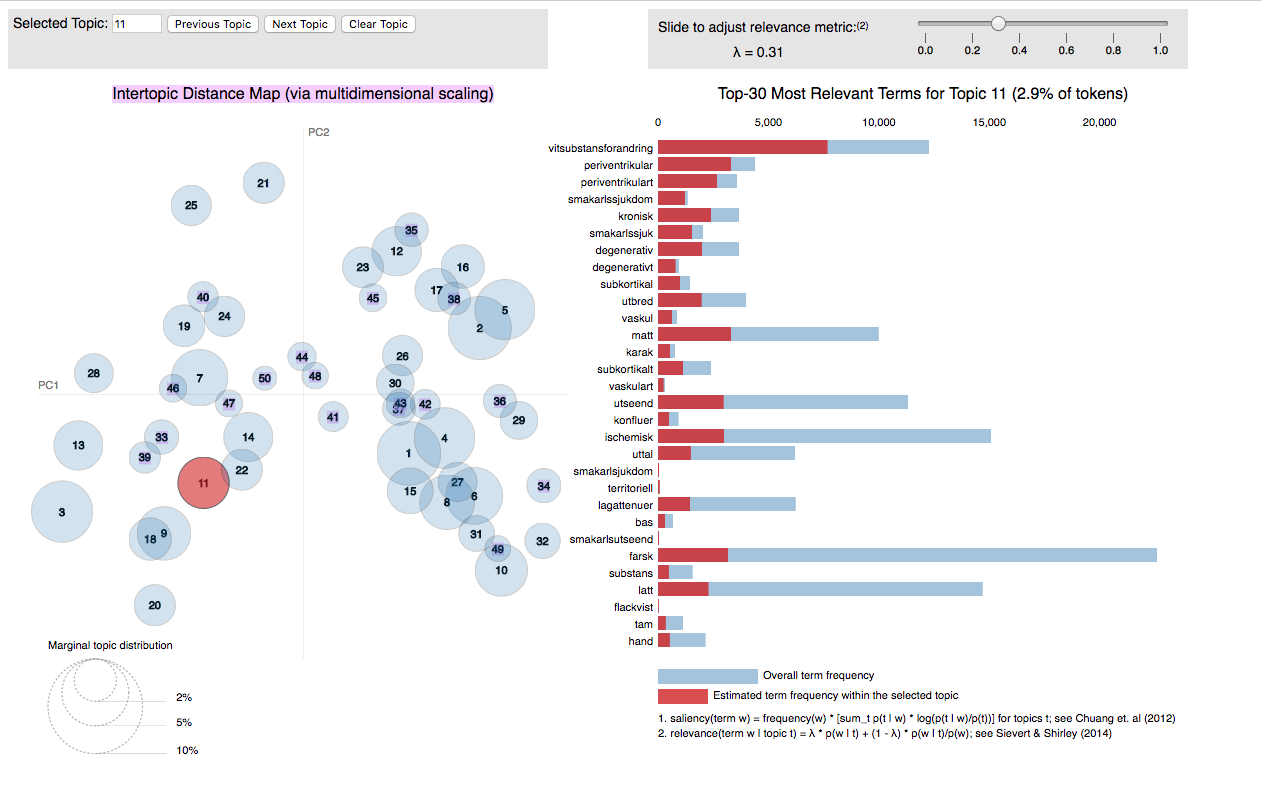 Selected Topic: 11 Previous Topic Next Topic Clear Topic
Slide to adjust relevance metric:(2)
λ = 0.31
0.0 0.2 0.4 0.6 0.8 1.0
Intertopic Distance Map (via multidimensional scaling)
PC2
PC1
21
25
35
12
23
16
17
38
45
5
2
40
24
19
44
26
28
7
50
48
30
46
47
43
37
42
36
41
29
33
14
4
13
39
1
22
11
27
34
15
6
8
3
9
18
31
32
49
10
20
Marginal topic distribution
2%
5%
10%
Top-30 Most Relevant Terms for Topic 11 (2.9% of tokens)
0 5,000 10,000 15,000 20,000
vitsubstansforandring
periventrikular
periventrikulart
smakarlssjukdom
kronisk
smakarlssjuk
degenerativ
degenerativt
subkortikal
utbred
vaskul
matt
karak
subkortikalt
vaskulart
utseend
konfluer
ischemisk
uttal
smakarlsjukdom
territoriell
lagattenuer
bas
smakarlsutseend
farsk
substans
latt
flackvist
tam
hand
Overall term frequency
Estimated term frequency within the selected topic
1. saliency(term w) = frequency(w) * [sum_t p(t | w) * log(p(t | w)/p(t))] for topics t; see Chuang et. al (2012)
2. relevance(term w | topic t) = λ * p(w | t) + (1 - λ) * p(w | t)/p(w); see Sievert & Shirley (2014)